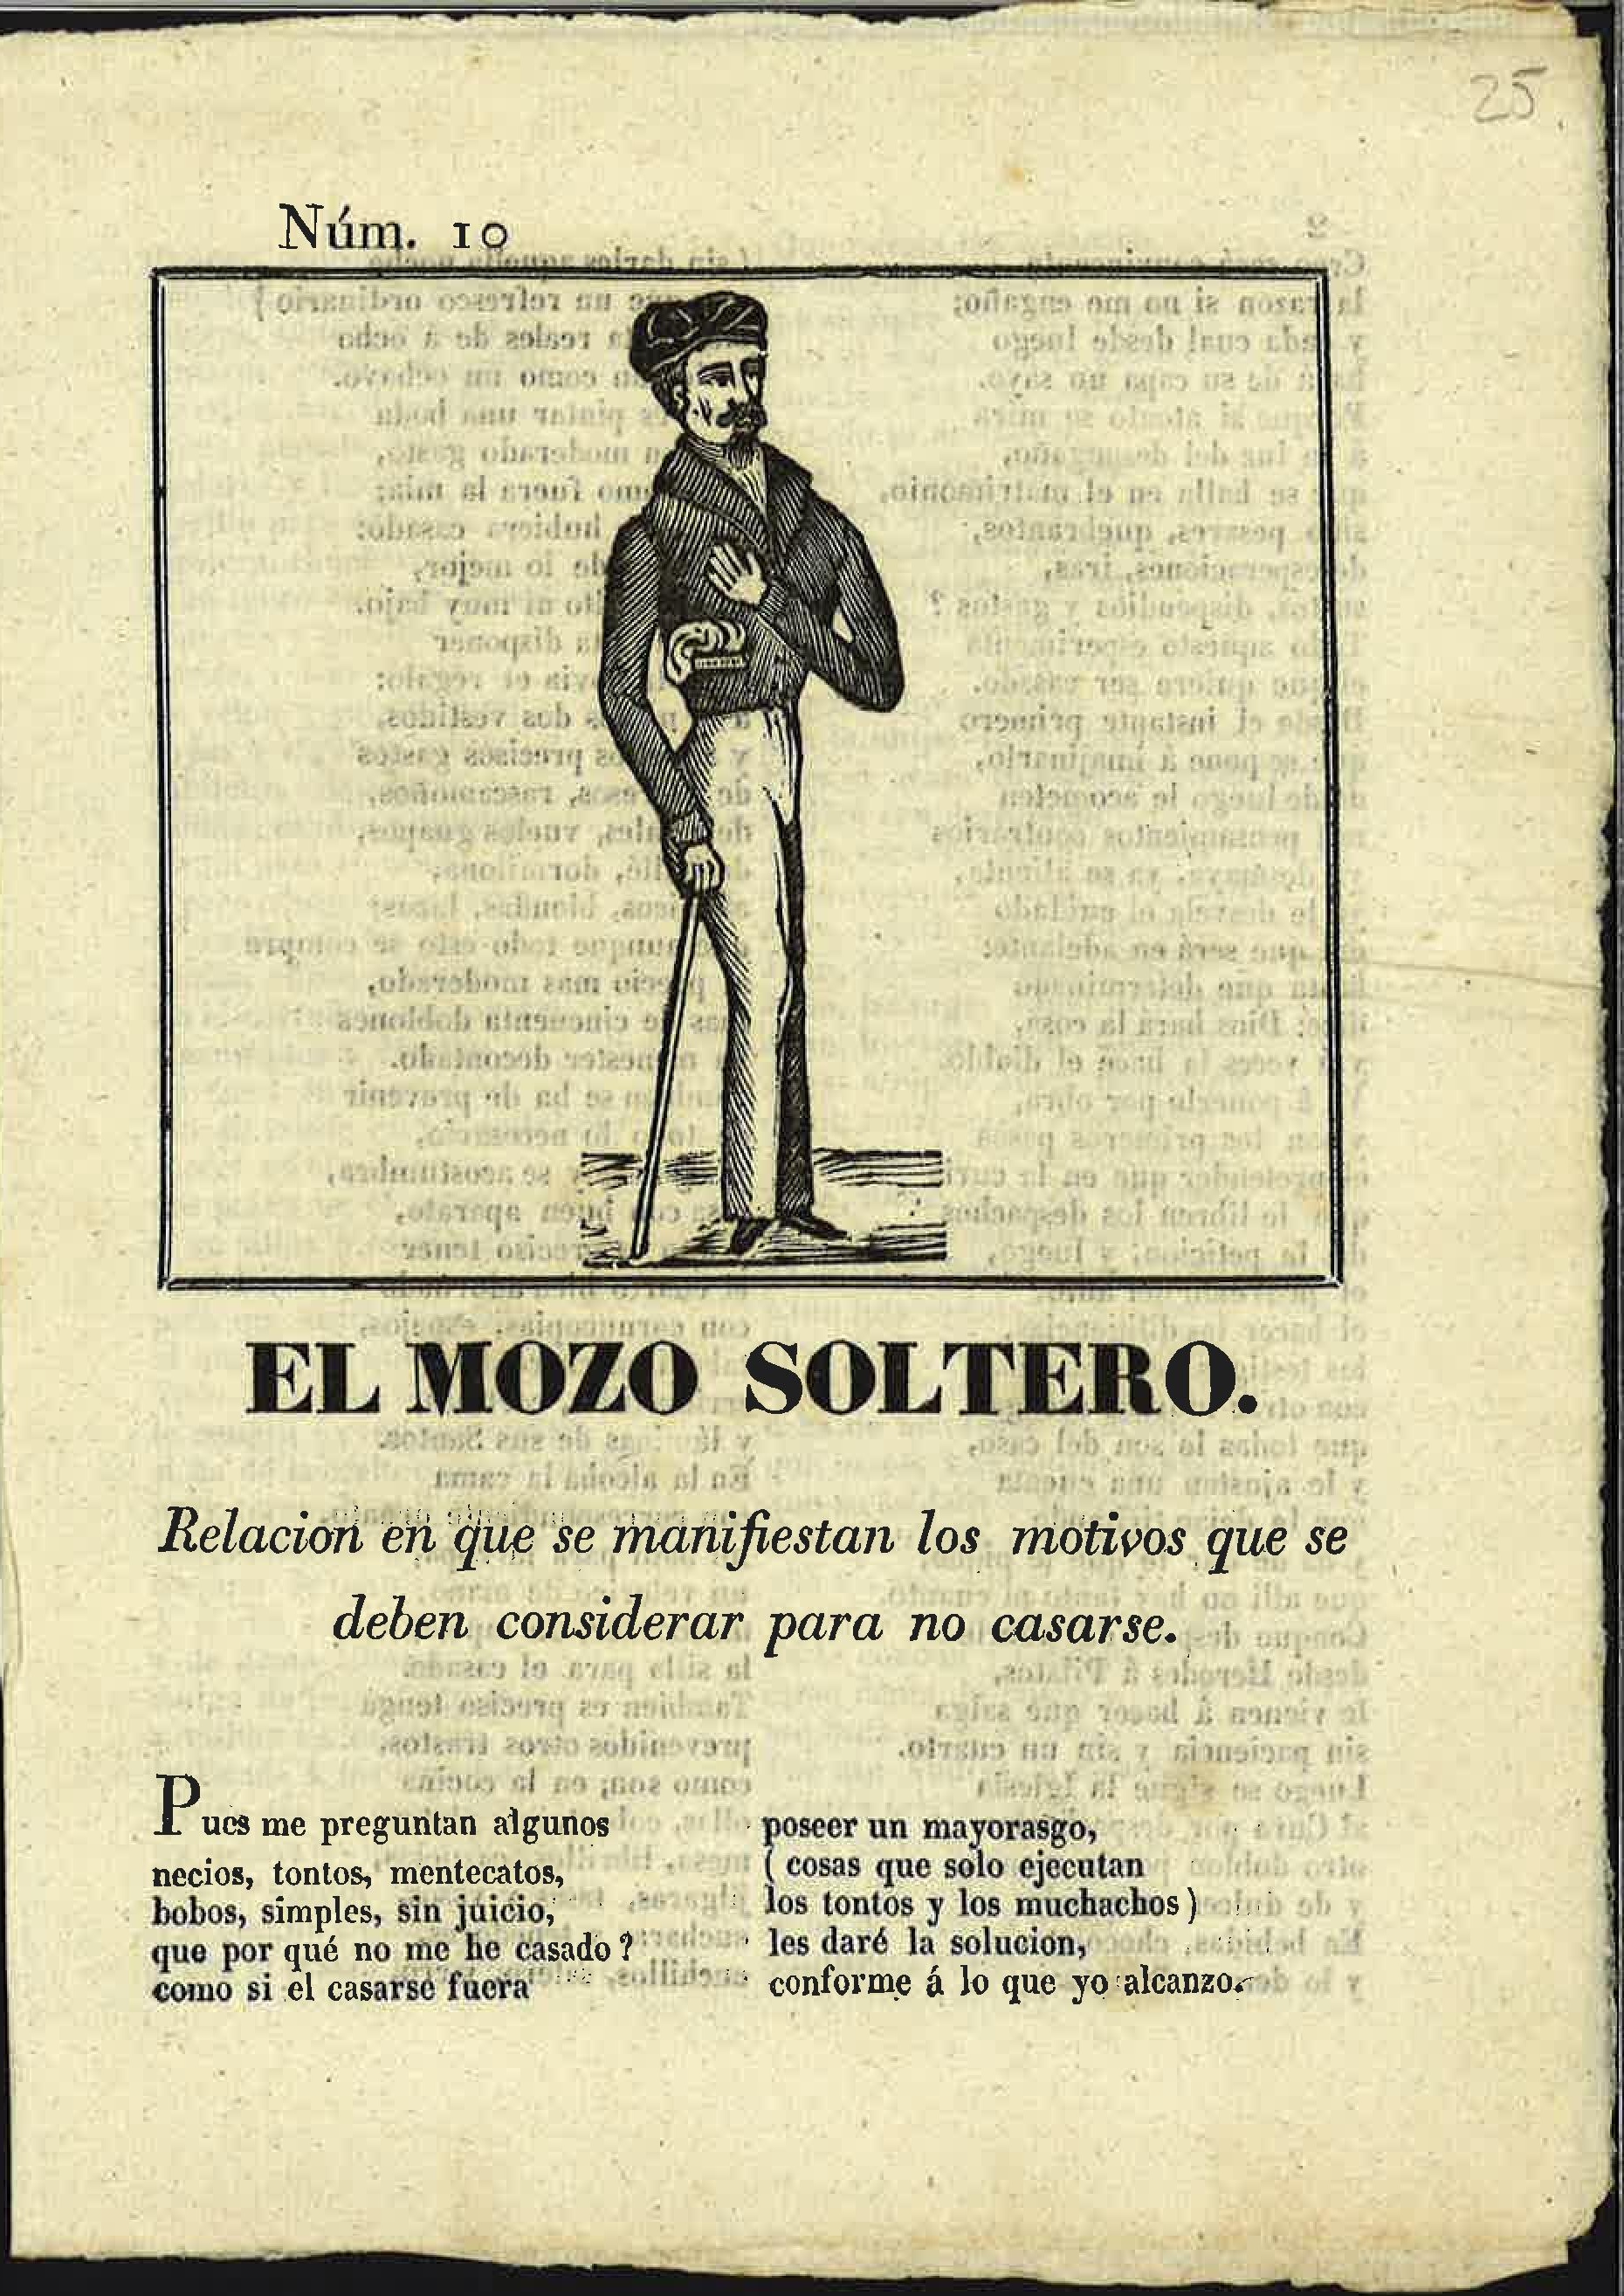 25.
Núm. 10
EL MOZO SOLTERO.
Relacion en que se manifiestan los motivos que se
deben considerar para no casarse.
Pues me preguntan algunos
necios, tontos, mentecatos,
bobos, simples, sin juicio,
que por qué no me he casado?
como si el casarse fuera
poseer un mayorasgo,
( cosas que solo ejecutan
los tontos y los muchachos)
les daré la solucion,
conforme á lo que yo alcanzo.